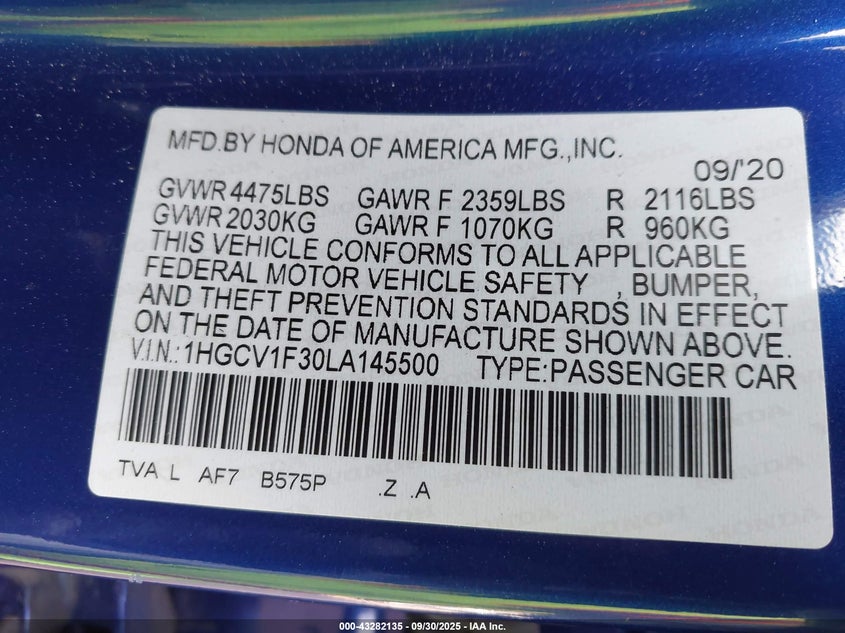 MFD.BY HONDA OF AMERICA MFG.,INC.
09/'20
GVWR 4475LBS GAWR F 2359LBS R 2116LBS
GVWR 2030KG GAWR F 1070KG R 960KG
THIS VEHICLE CONFORMS TO ALL APPLICABLE
FEDERAL MOTOR VEHICLE SAFETY , BUMPER,
AND THEFT PREVENTION STANDARDS IN EFFECT
ON THE DATE OF MANUFACTURE SHOWN ABOVE.
V.I.N.:1HGCV1F30LA145500 TYPE:PASSENGER CAR
TVA L AF7 B575P .Z .A
000-43282135 - 09/30/2025 - IAA Inc.